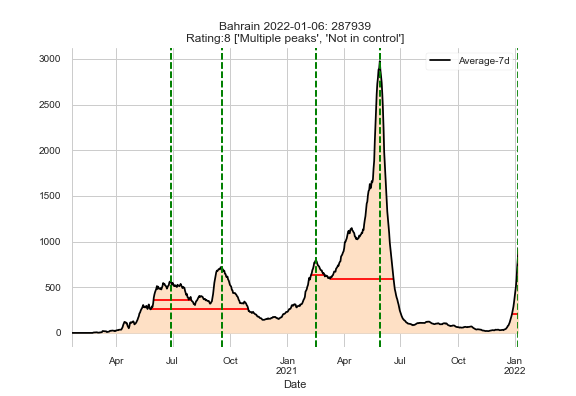 Bahrain 2022-01-06: 287939
Rating:8 ['Multiple peaks', 'Not in control']
Average-7d
3000
2500
2000
1500
1000
500
0
Apr Jul Oct Jan Apr Jul Oct Jan
2021 2022
Date